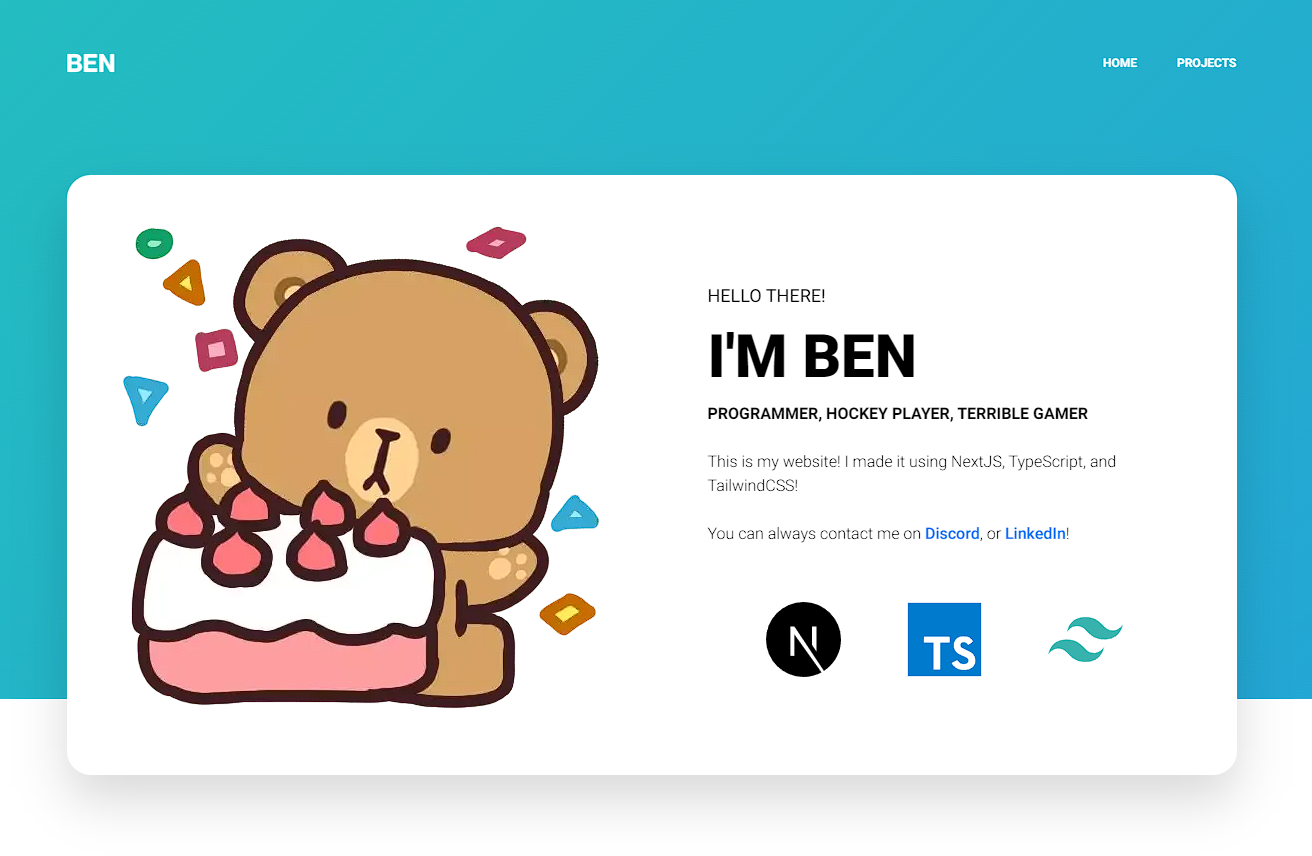 BEN
HOME
PROJECTS
HELLO THERE!
I'M BEN
PROGRAMMER, HOCKEY PLAYER, TERRIBLE GAMER
This is my website! I made it using NextJS, TypeScript, and
TailwindCSS!
You can always contact me on Discord, or LinkedIn!
N
TS